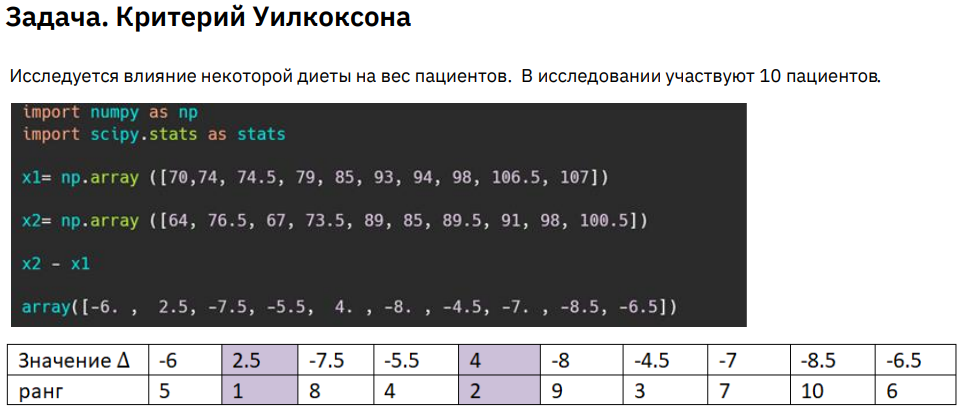 Задача. Критерий Уилкоксона
Исследуется влияние некоторой диеты на вес пациентов. В исследовании участвуют 10 пациентов.
import numpy as np
import scipy.stats as stats
x1= np.array ([70,74, 74.5, 79, 85, 93, 94, 98, 106.5, 107])
x2= np.array ([64, 76.5, 67, 73.5, 89, 85, 89.5, 91, 98, 100.5])
x2 - x1
array([-6. , 2.5, -7.5, -5.5, 4. , -8. , -4.5, -7. , -8.5, -6.5])
Значение Δ -6 2.5 -7.5 -5.5 4 -8 -4.5 -7 -8.5 -6.5
ранг 5 1 8 4 2 9 3 7 10 6